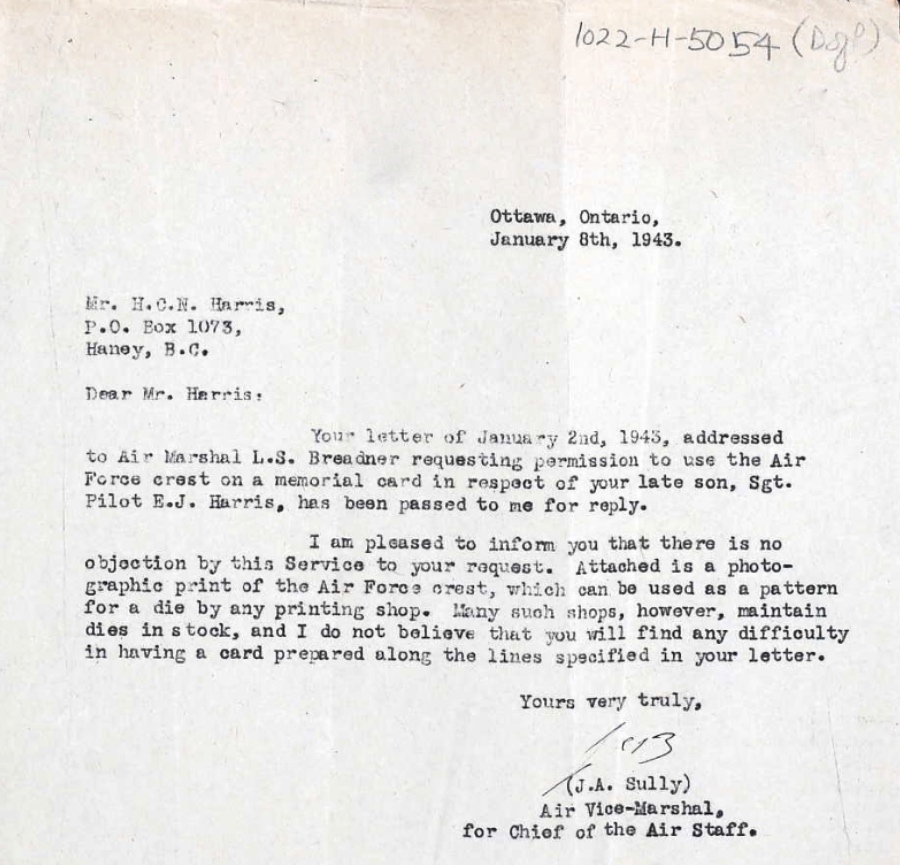 1022-H-5054
Ottawa, Ontario,
January 8th, 1943.
Mr. H.C.N. Harris,
P.O. Box 1073,
Haney, B.C.
Dear Mr. Harris:
Your letter of January 2nd, 1943, addressed
to Air Marshal L.S. Breadner requesting permission to use the Air
Force crest on a memorial card in respect of your late son, Sgt.
Pilot E.J. Harris, has been passed to me for reply.
I am pleased to inform you that there is no
objection by this Service to your request. Attached is a photo-
graphic print of the Air Force crest, which can be used as a pattern
for a die by any printing shop. Many such shops, however, maintain
dies in stock, and I do not believe that you will find any difficulty
in having a card prepared along the lines specified in your letter.
Yours very truly,
(J.A. Sully)
Air Vice-Marshal,
for Chief of the Air Staff.